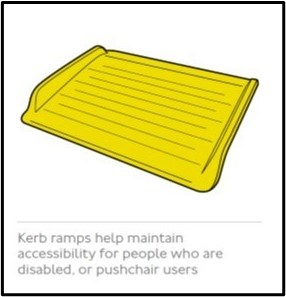 Kerb ramps help maintain
accessibility for people who are
disabled, or pushchair users